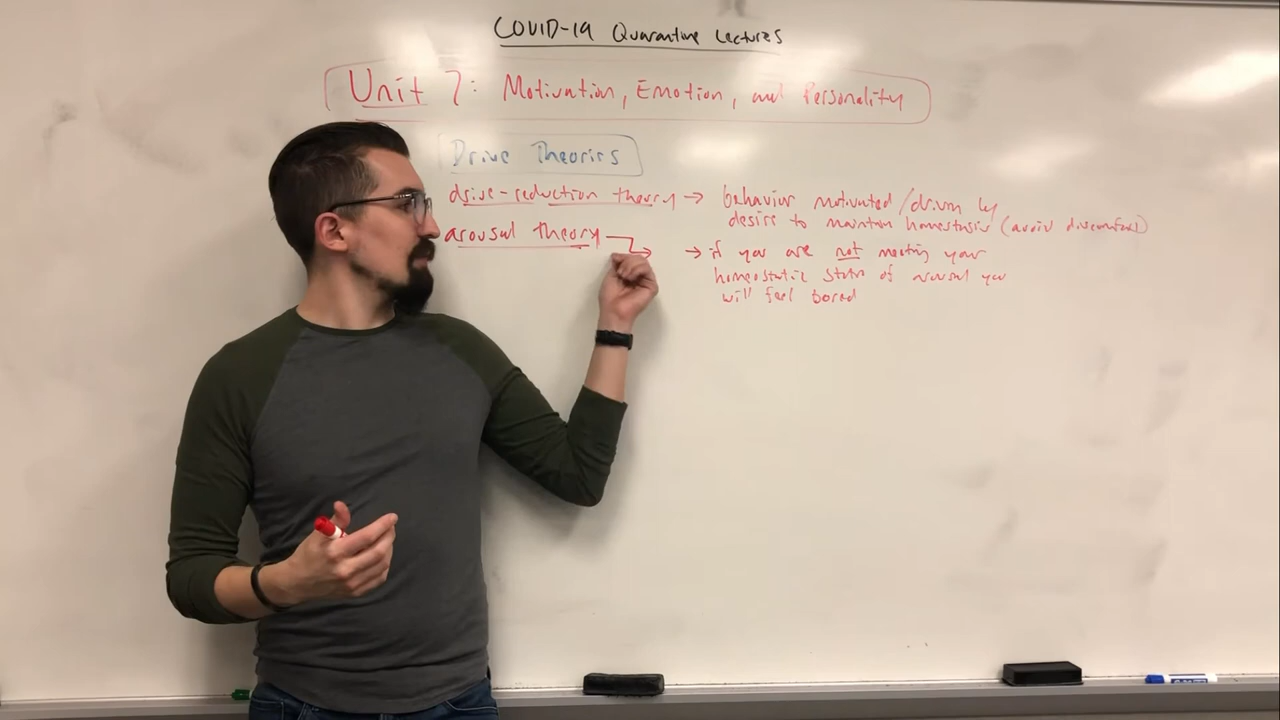 COVID-19 Quarantine Lectures
Unit 7: Motivation, Emotion, and Personality
Drive Theories
drive-reduction theory → behavior motivated/driven by
desire to maintain homeostasis (avoid discomfort)
arousal theory → → if you are not meeting your
homeostatic state of arousal you
will feel bored